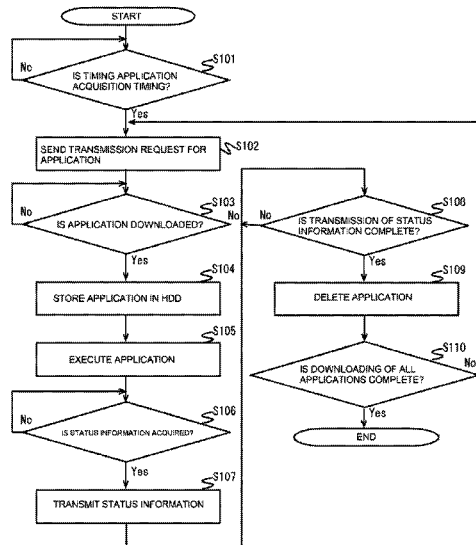 START
S101
No
IS TIMING APPLICATION
ACQUISITION TIMING?
Yes
S102
SEND TRANSMISSION REQUEST FOR
APPLICATION
S103
No
IS APPLICATION DOWNLOADED?
Yes
S104
STORE APPLICATION IN HDD
S105
EXECUTE APPLICATION
S106
No
IS STATUS INFORMATION ACQUIRED?
Yes
S107
TRANSMIT STATUS INFORMATION
S108
No
No
IS TRANSMISSION OF STATUS
INFORMATION COMPLETE?
Yes
S109
DELETE APPLICATION
S110
No
IS DOWNLOADING OF ALL
APPLICATIONS COMPLETE?
Yes
END